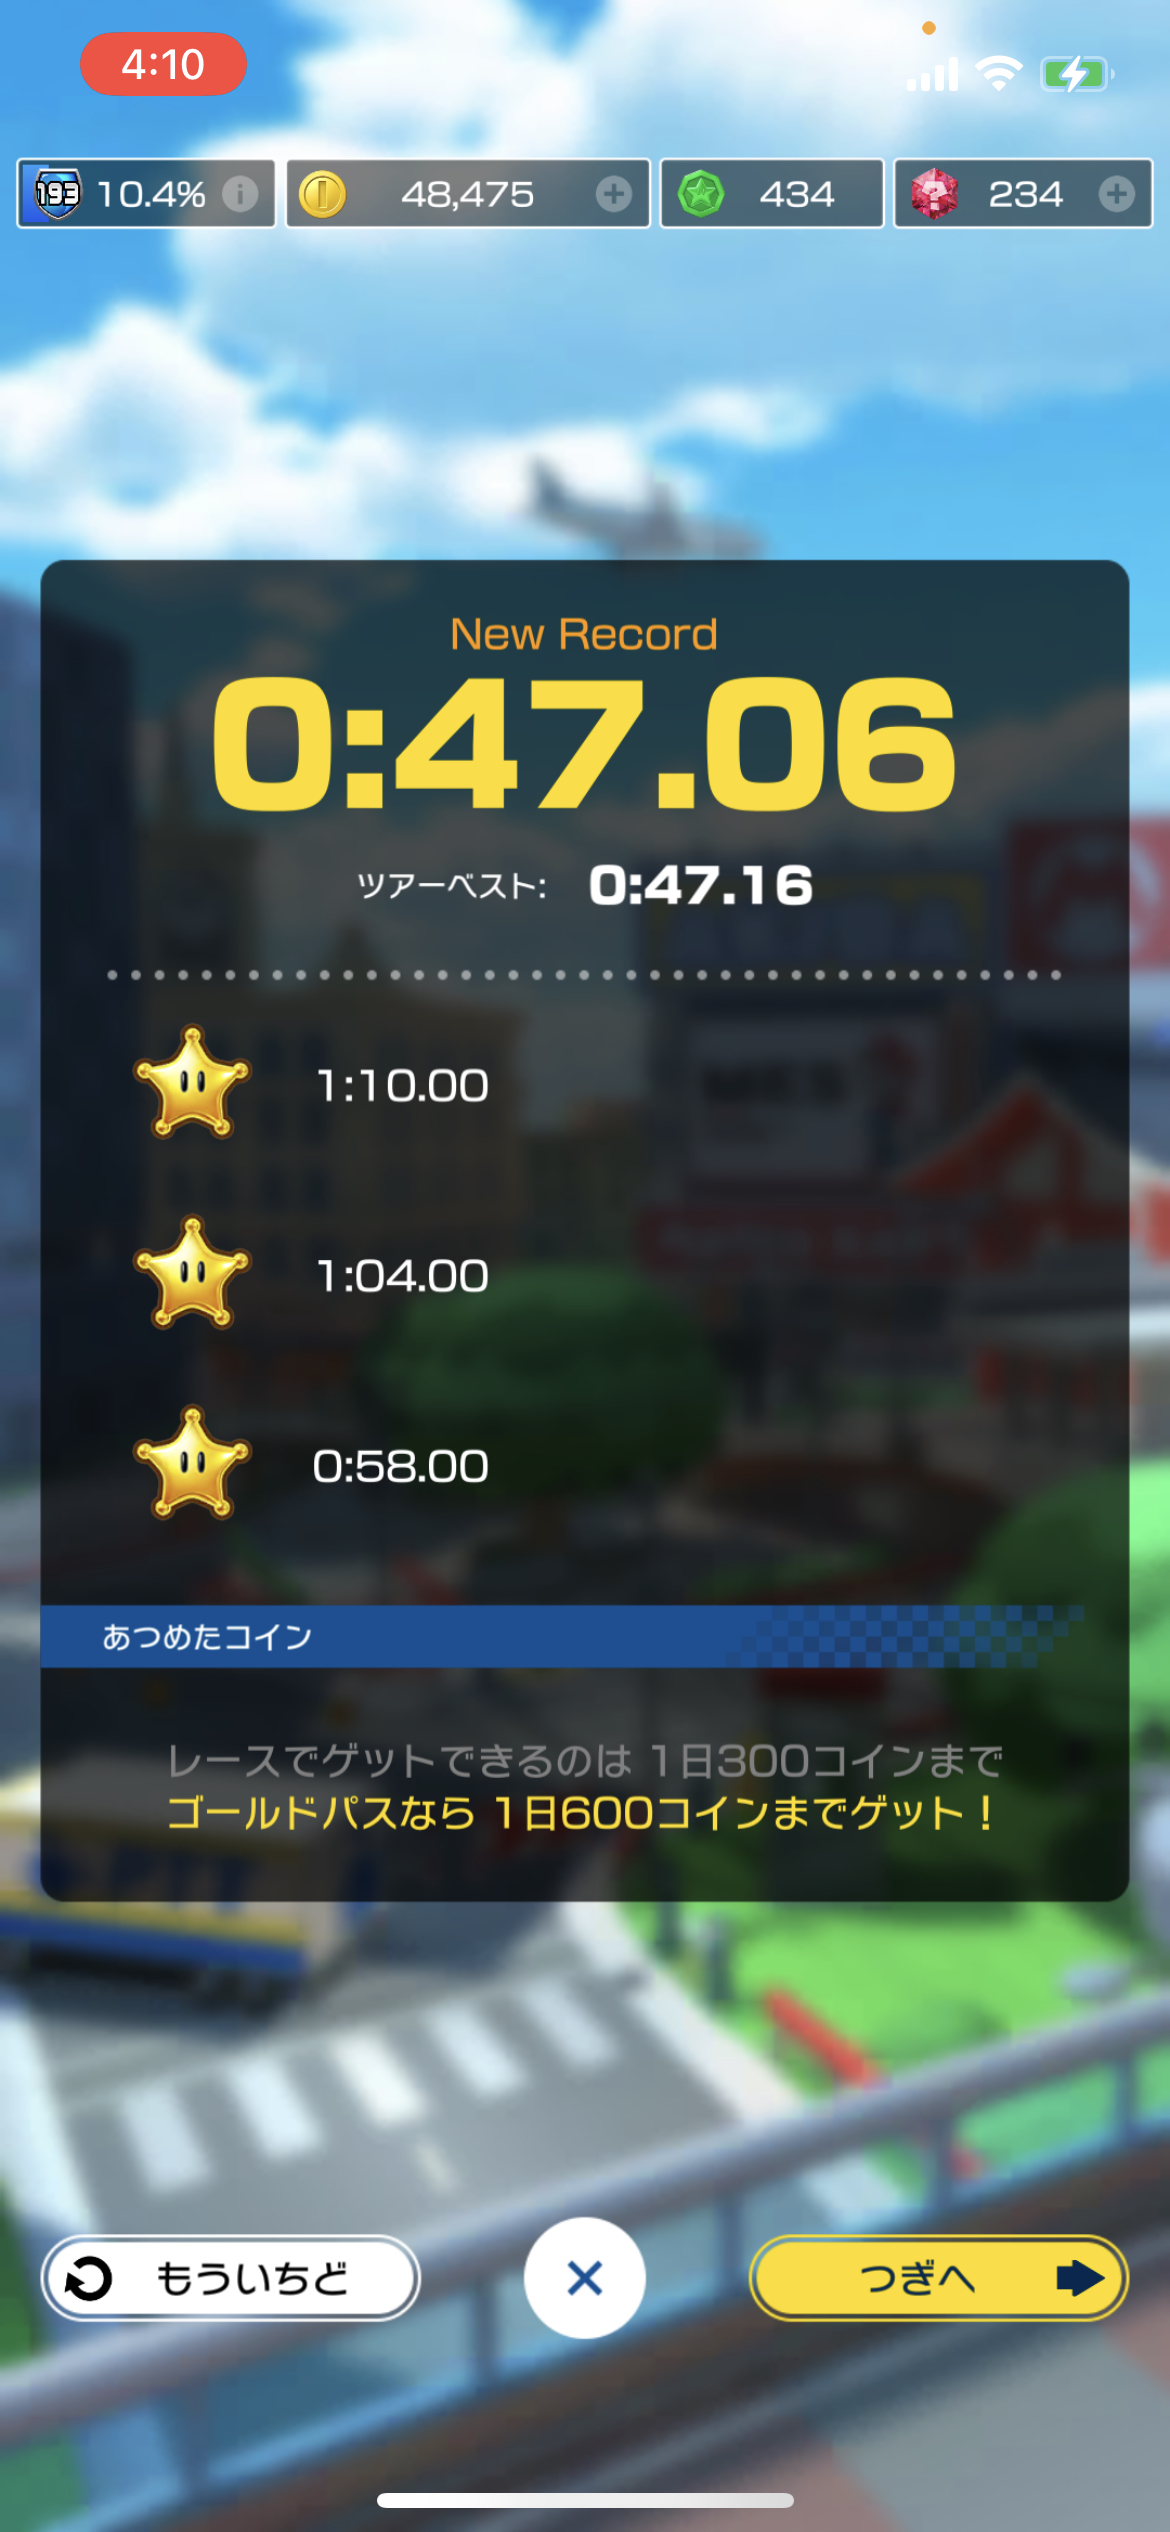 4:10
193 10.4% 48,475 434 234
New Record
0:47.06
ツアーベスト: 0:47.16
1:10.00
1:04.00
0:58.00
あつめたコイン
レースでゲットできるのは 1日300コインまで
ゴールドパスなら 1日600コインまでゲット！
もういちど
つぎへ